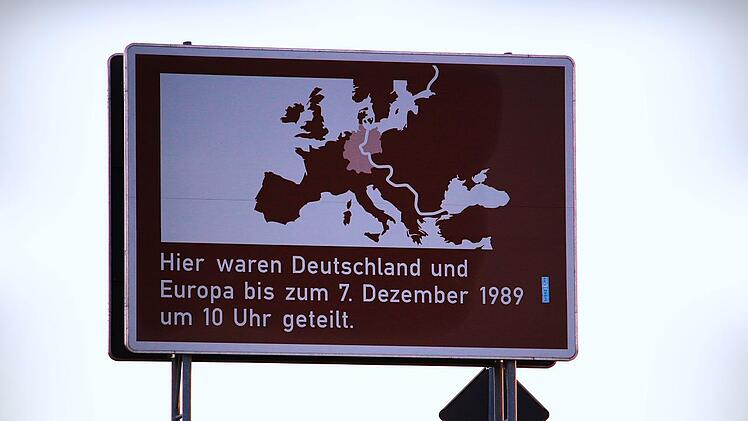 Hier waren Deutschland und
Europa bis zum 7. Dezember 1989
um 10 Uhr geteilt.